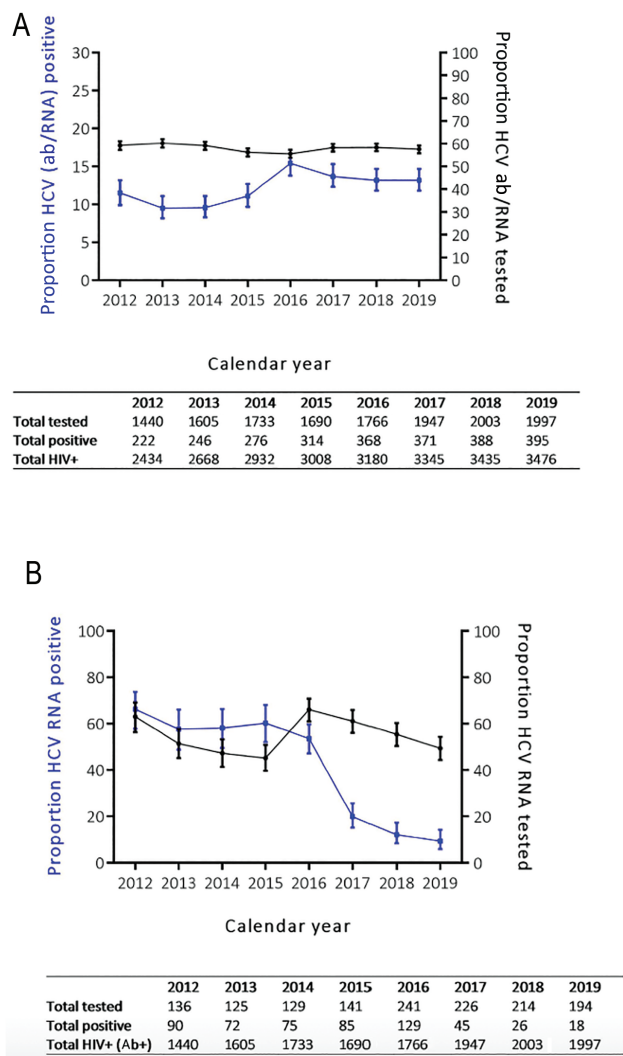 A
Proportion HCV (ab/RNA) positive
30
25
20
15
10
5
0
100
90
80
70
60
50
40
30
20
10
0
Proportion HCV ab/RNA tested
2012 2013 2014 2015 2016 2017 2018 2019
Calendar year
2012 2013 2014 2015 2016 2017 2018 2019
Total tested 1440 1605 1733 1690 1766 1947 2003 1997
Total positive 222 246 276 314 368 371 388 395
Total HIV+ 2434 2668 2932 3008 3180 3345 3435 3476
B
Proportion HCV RNA positive
100
80
60
40
20
0
100
80
60
40
20
0
Proportion HCV RNA tested
2012 2013 2014 2015 2016 2017 2018 2019
Calendar year
2012 2013 2014 2015 2016 2017 2018 2019
Total tested 136 125 129 141 241 226 214 194
Total positive 90 72 75 85 129 45 26 18
Total HIV+ (Ab+) 1440 1605 1733 1690 1766 1947 2003 1997